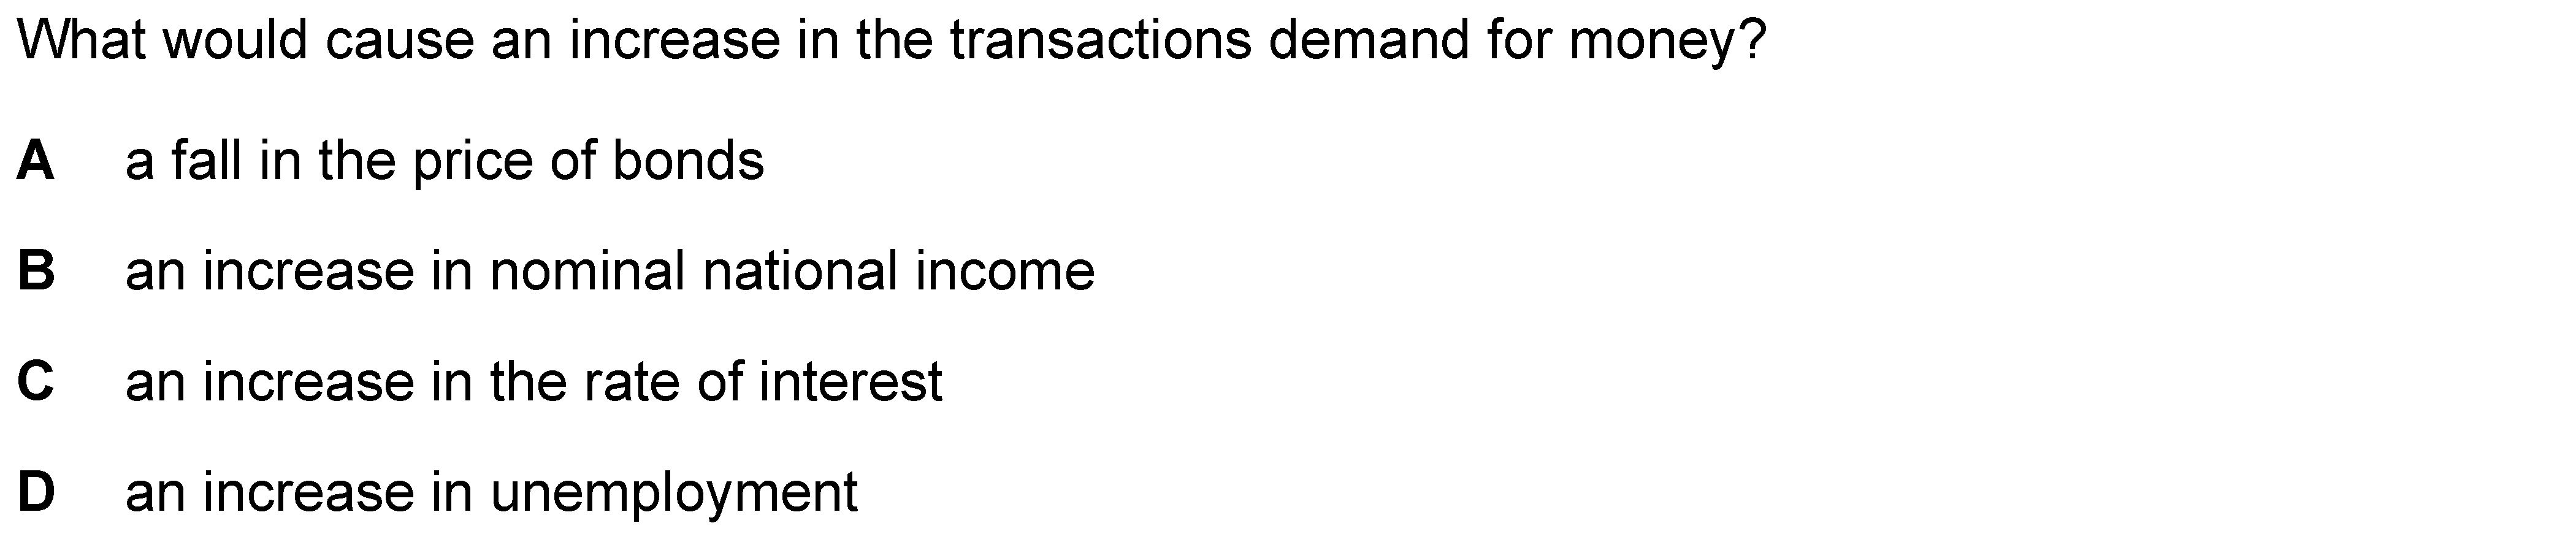 What would cause an increase in the transactions demand for money?
A a fall in the price of bonds
B an increase in nominal national income
C an increase in the rate of interest
D an increase in unemployment